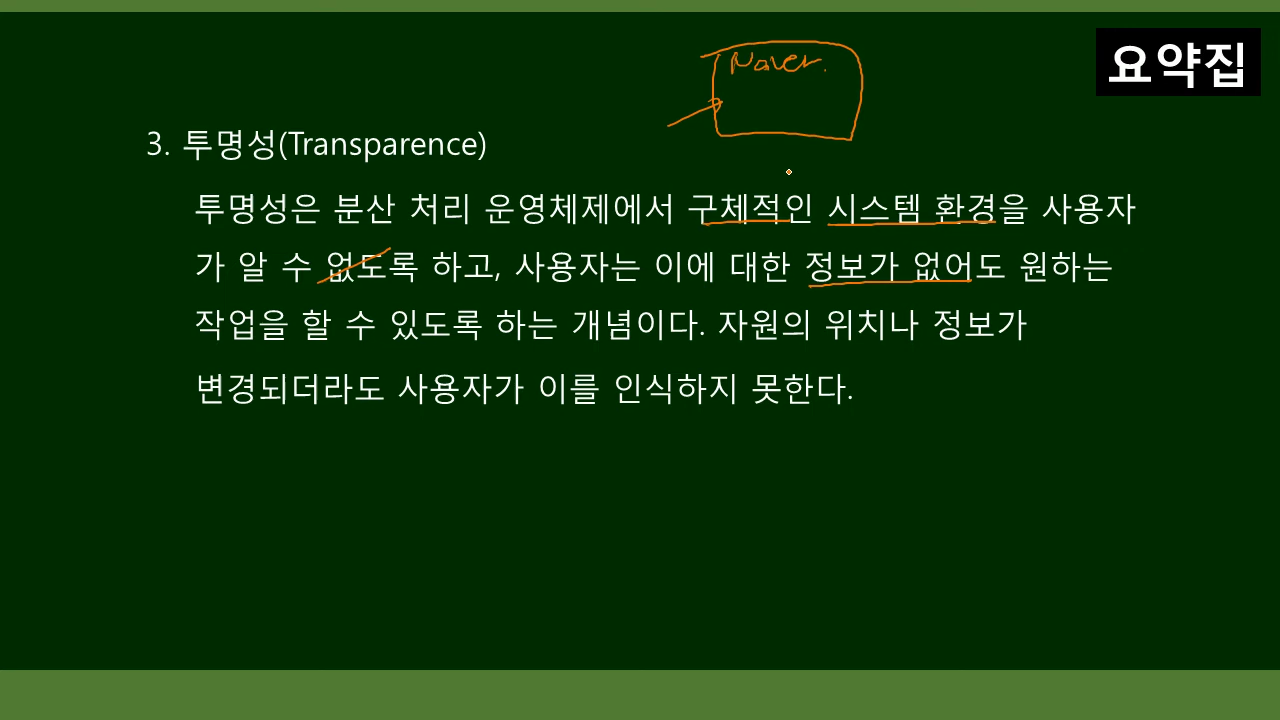 Naver.
요약집
3. 투명성(Transparence)
투명성은 분산 처리 운영체제에서 구체적인 시스템 환경을 사용자
가 알 수 없도록 하고, 사용자는 이에 대한 정보가 없어도 원하는
작업을 할 수 있도록 하는 개념이다. 자원의 위치나 정보가
변경되더라도 사용자가 이를 인식하지 못한다.